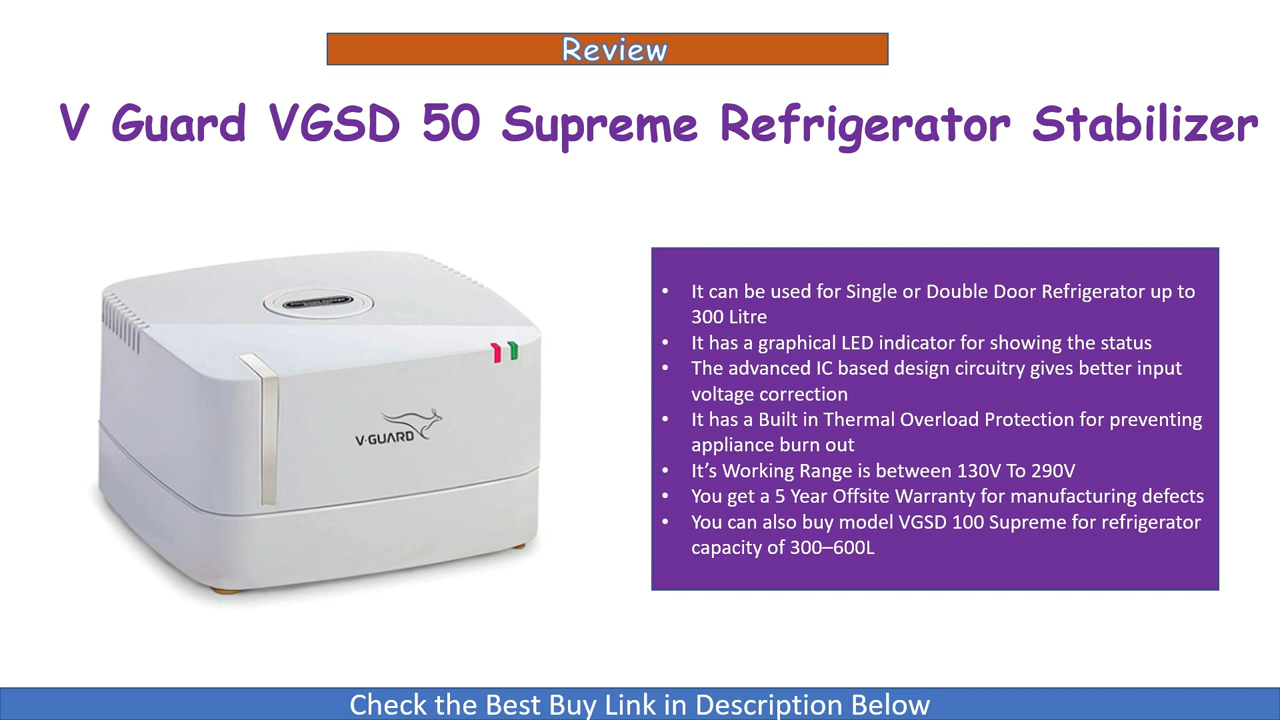 Review
V Guard VGSD 50 Supreme Refrigerator Stabilizer
V-GUARD
• It can be used for Single or Double Door Refrigerator up to
300 Litre
• It has a graphical LED indicator for showing the status
• The advanced IC based design circuitry gives better input
voltage correction
• It has a Built in Thermal Overload Protection for preventing
appliance burn out
• It’s Working Range is between 130V To 290V
• You get a 5 Year Offsite Warranty for manufacturing defects
• You can also buy model VGSD 100 Supreme for refrigerator
capacity of 300–600L
Check the Best Buy Link in Description Below